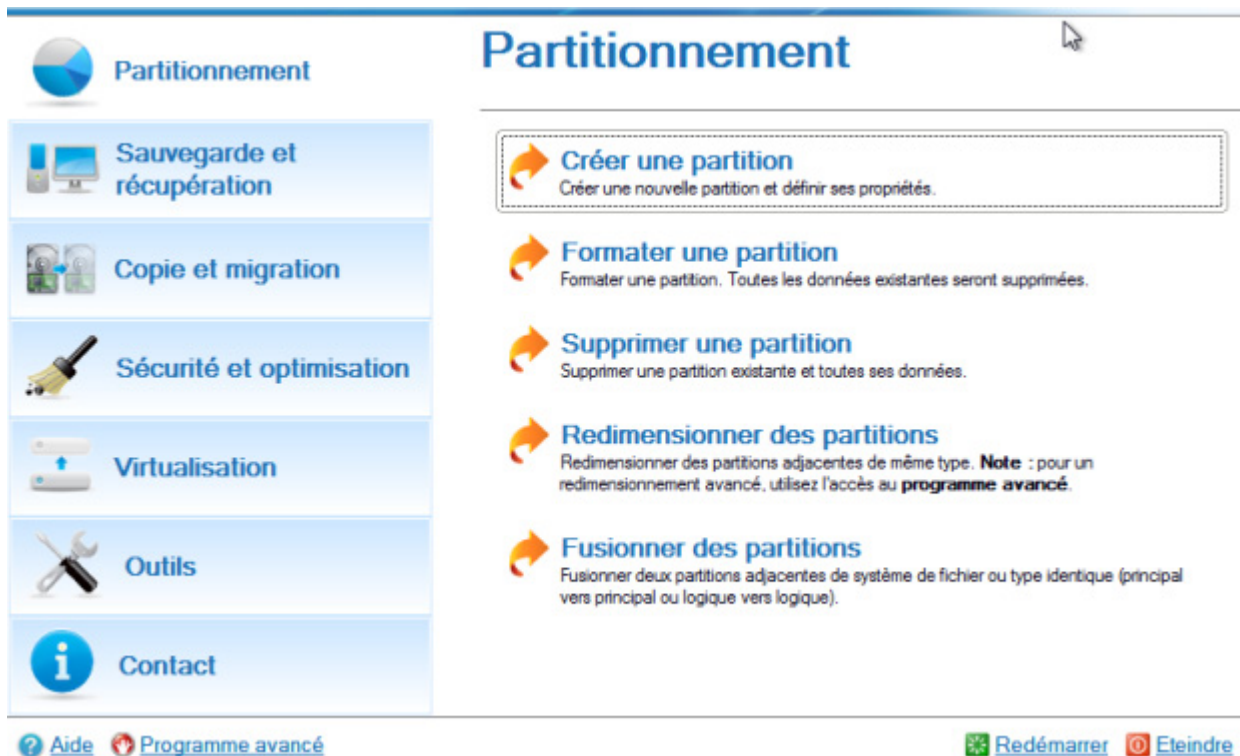 Partitionnement
Sauvegarde et
récupération
Copie et migration
Sécurité et optimisation
Virtualisation
Outils
Contact
Partitionnement
Créer une partition
Créer une nouvelle partition et définir ses propriétés.
Formater une partition
Formater une partition. Toutes les données existantes seront supprimées.
Supprimer une partition
Supprimer une partition existante et toutes ses données.
Redimensionner des partitions
Redimensionner des partitions adjacentes de même type. Note : pour un
redimensionnement avancé, utilisez l'accès au programme avancé.
Fusionner des partitions
Fusionner deux partitions adjacentes de système de fichier ou type identique (principal
vers principal ou logique vers logique).
Aide Programme avancé Redémarrer Eteindre